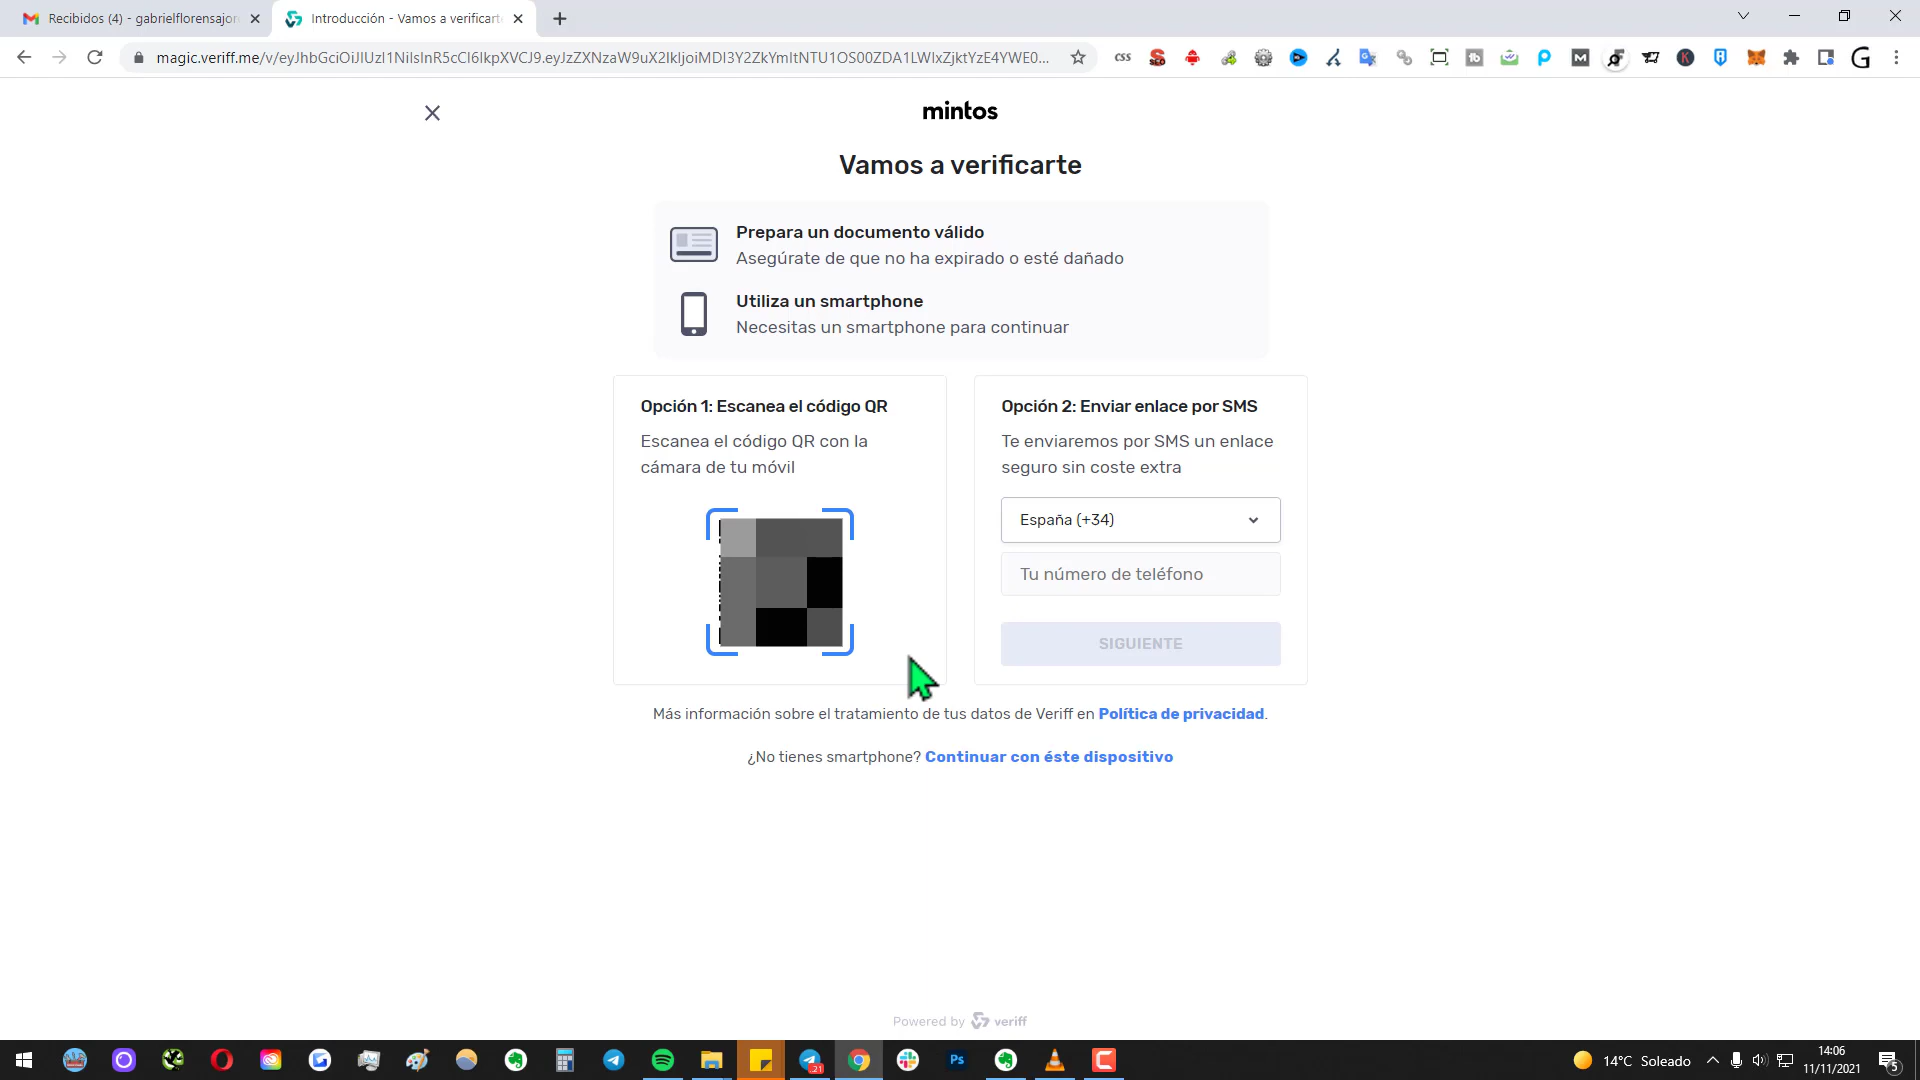 Recibidos (4) - gabrielflorensajor
Introducción - Vamos a verificarte
magic.veriff.me/v/
mintos
Vamos a verificarte
Prepara un documento válido
Asegúrate de que no ha expirado o esté dañado
Utiliza un smartphone
Necesitas un smartphone para continuar
Opción 1: Escanea el código QR
Escanea el código QR con la
cámara de tu móvil
Opción 2: Enviar enlace por SMS
Te enviaremos por SMS un enlace
seguro sin coste extra
España (+34)
Tu número de teléfono
SIGUIENTE
Más información sobre el tratamiento de tus datos de Veriff en Política de privacidad.
¿No tienes smartphone? Continuar con éste dispositivo
Powered by veriff
21
Ps
14°C Soleado
14:06
11/11/2021
5